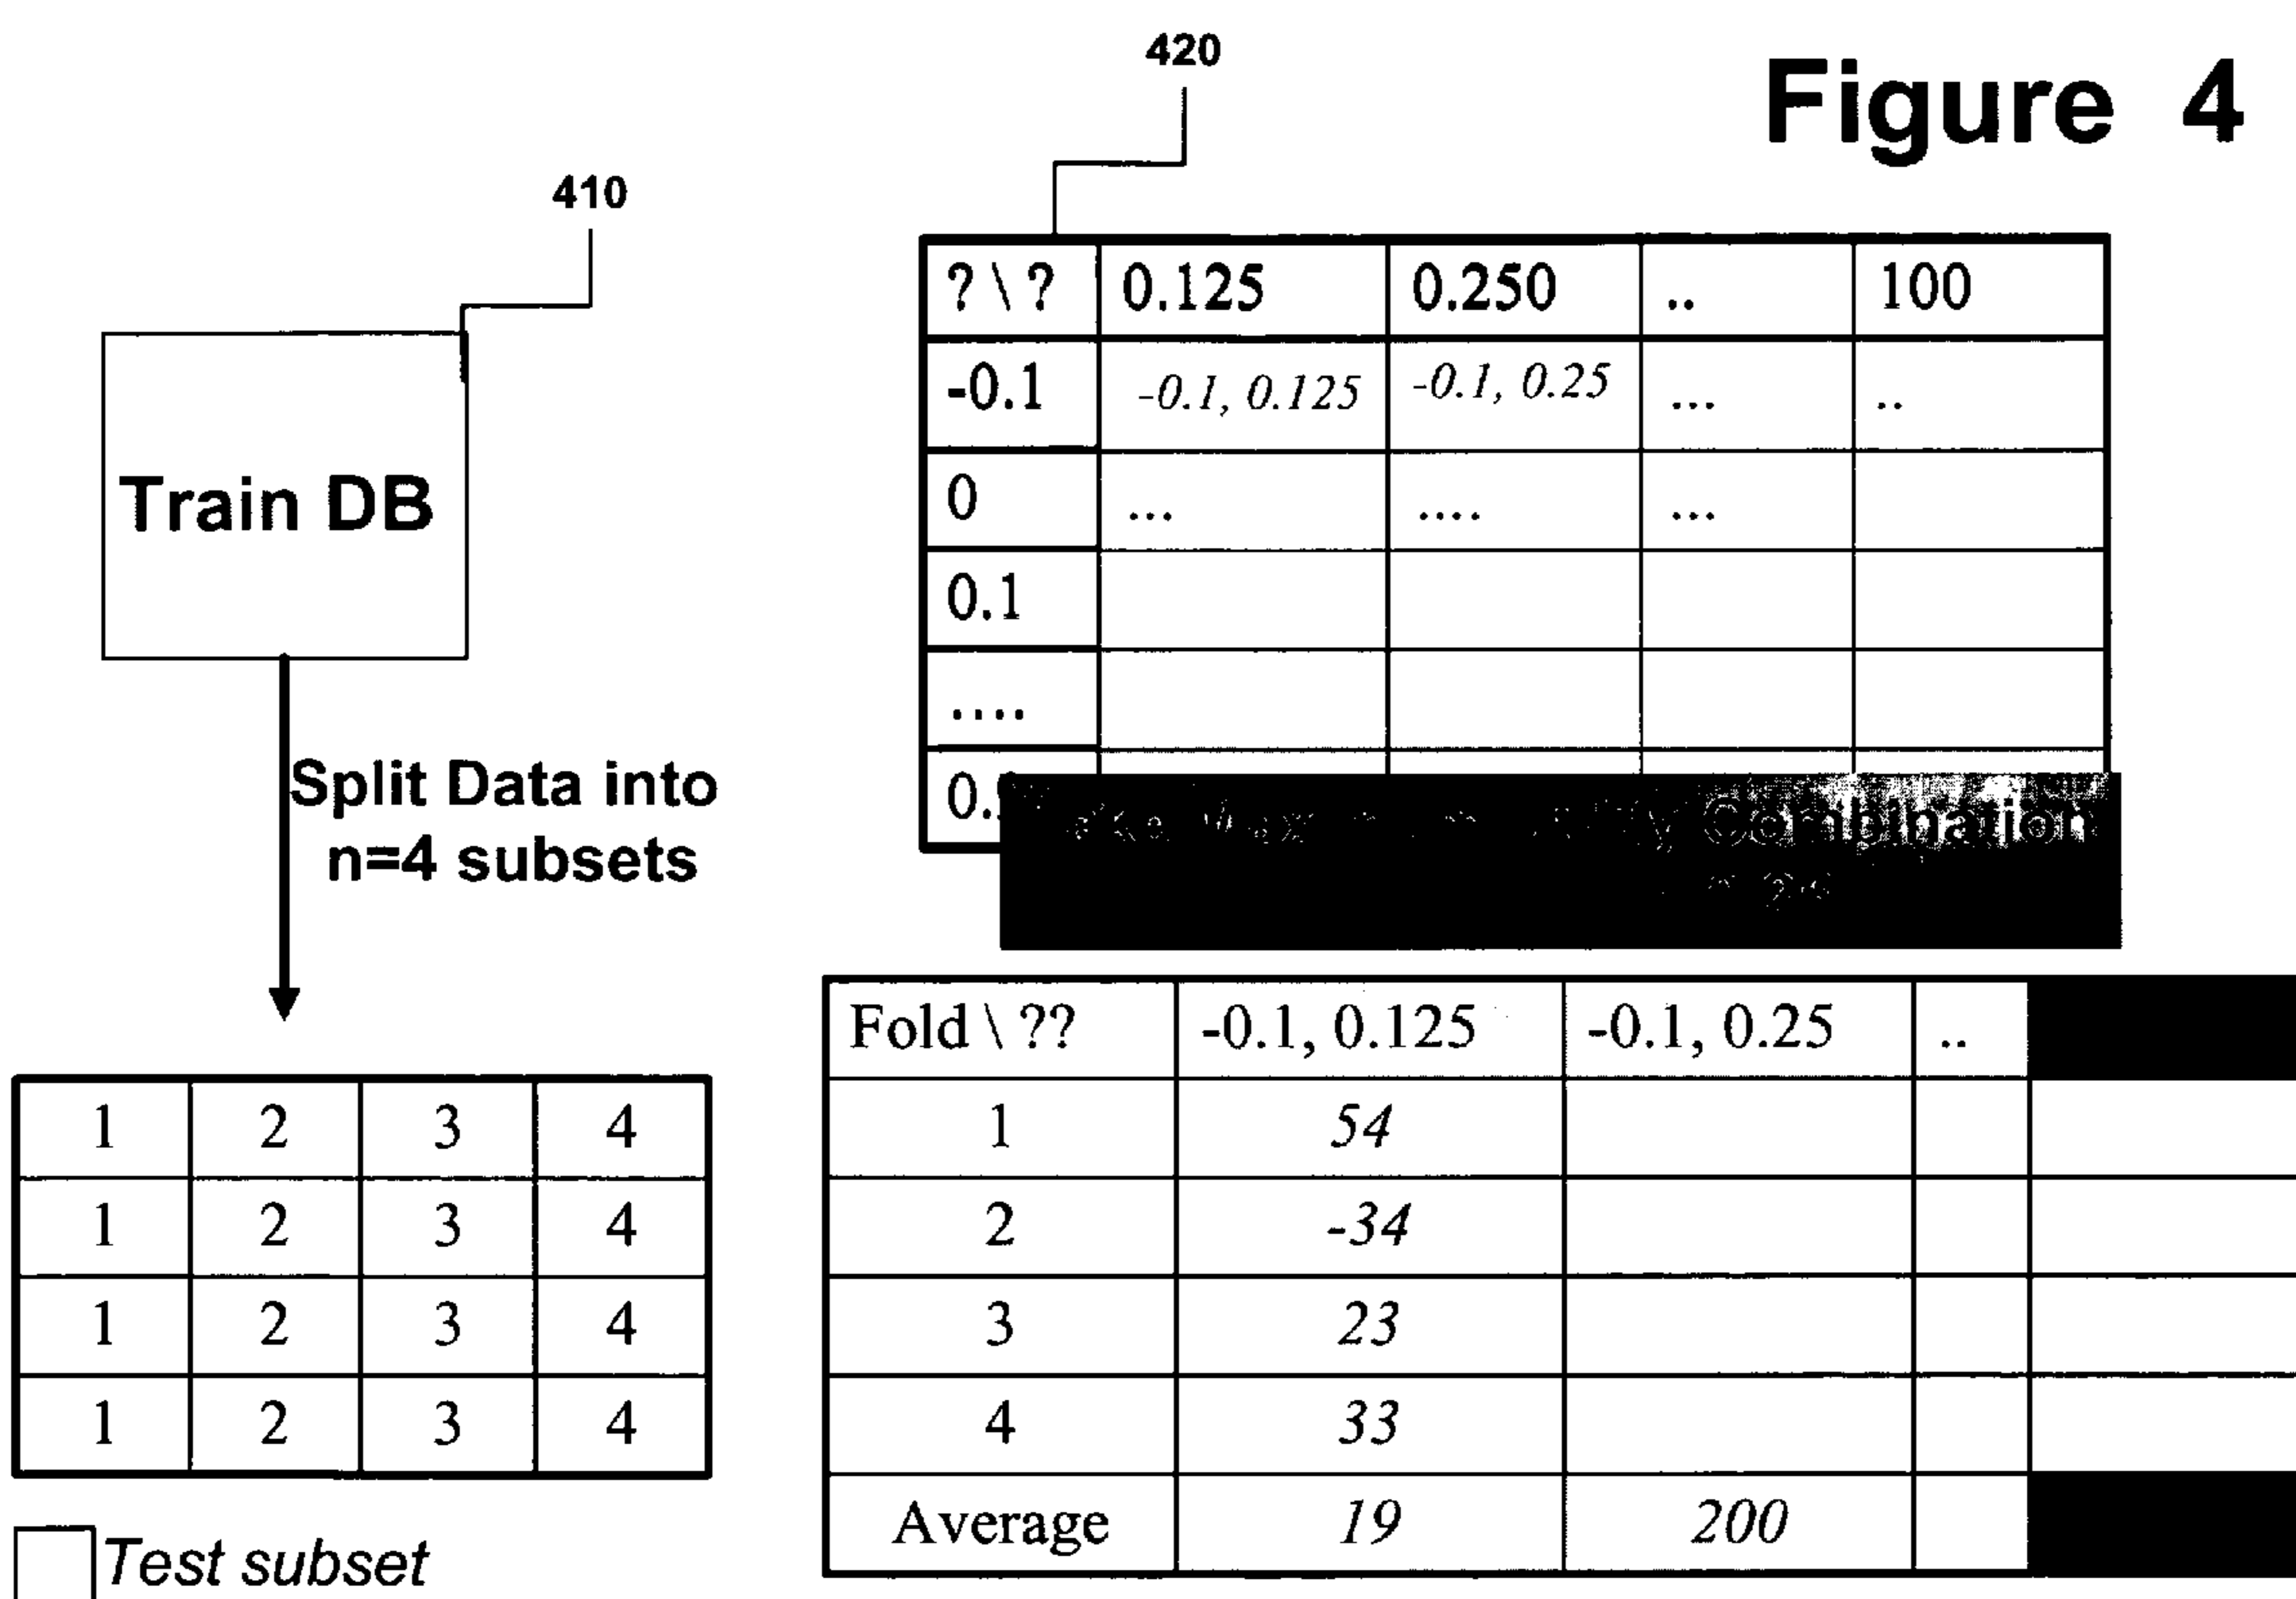 420
Figure 4
410
? \ ? 0.125 0.250 .. 100
-0.1 -0.1, 0.125 -0.1, 0.25 ... ..
0 ... .... ...
0.1
....
Train DB
Split Data into
n=4 subsets
Combination
Fold \ ?? -0.1, 0.125 -0.1, 0.25 ..
1 54
2 -34
3 23
4 33
Average 19 200
1 2 3 4
1 2 3 4
1 2 3 4
1 2 3 4
Test subset